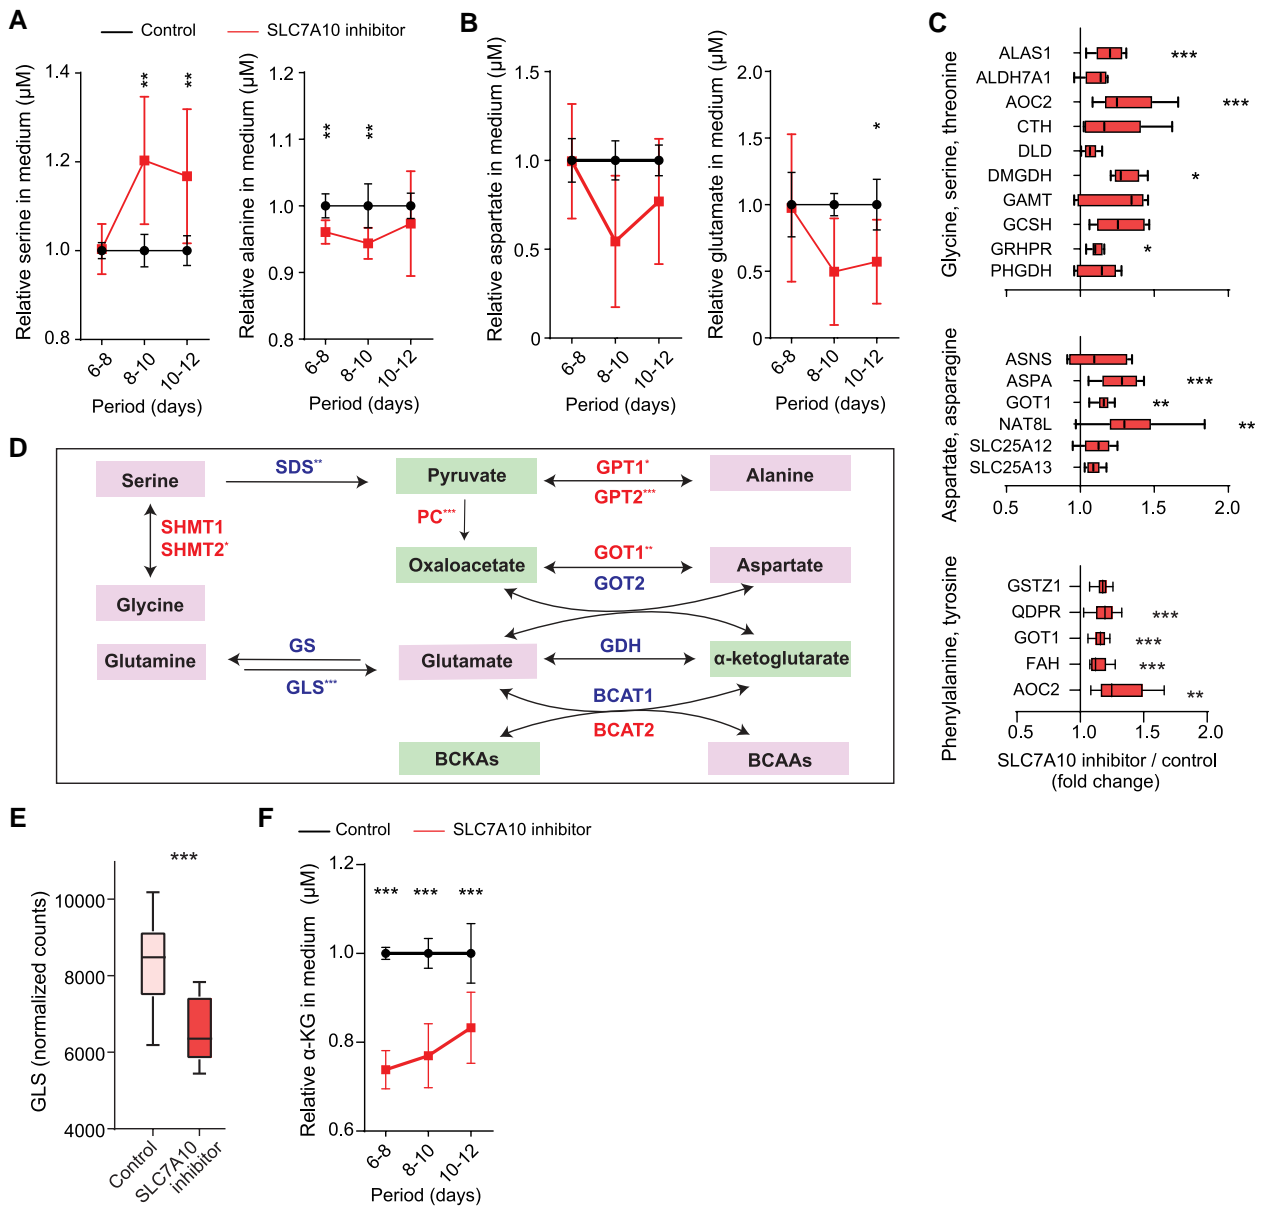 A
Control
SLC7A10 inhibitor
Relative serine in medium (µM)
1.4
1.2
1.0
0.8
**
**
6-8
8-10
10-12
Period (days)
Relative alanine in medium (µM)
1.2
1.1
1.0
0.9
0.8
**
**
6-8
8-10
10-12
Period (days)
B
Relative aspartate in medium (µM)
1.5
1.0
0.5
0
6-8
8-10
10-12
Period (days)
Relative glutamate in medium (µM)
2.0
1.5
1.0
0.5
0
*
6-8
8-10
10-12
Period (days)
C
Glycine, serine, threonine
ALAS1 ***
ALDH7A1
AOC2 ***
CTH
DLD
DMGDH *
GAMT
GCSH
GRHPR *
PHGDH
0.5 1.0 1.5 2.0
Aspartate, asparagine
ASNS
ASPA ***
GOT1 **
NAT8L **
SLC25A12
SLC25A13
0.5 1.0 1.5 2.0
Phenylalanine, tyrosine
GSTZ1
QDPR ***
GOT1 ***
FAH ***
AOC2 **
0.5 1.0 1.5 2.0
SLC7A10 inhibitor / control
(fold change)
D
Serine
SDS**
Pyruvate
GPT1*
GPT2***
Alanine
SHMT1
SHMT2*
PC***
Oxaloacetate
GOT1**
GOT2
Aspartate
Glycine
Glutamine
GS
GLS***
Glutamate
GDH
α-ketoglutarate
BCAT1
BCAT2
BCKAs
BCAAs
E
GLS (normalized counts)
10000
8000
6000
4000
***
Control
SLC7A10
inhibitor
F
Control
SLC7A10 inhibitor
Relative α-KG in medium (µM)
1.2
1.0
0.8
0.6
*** *** ***
6-8
8-10
10-12
Period (days)